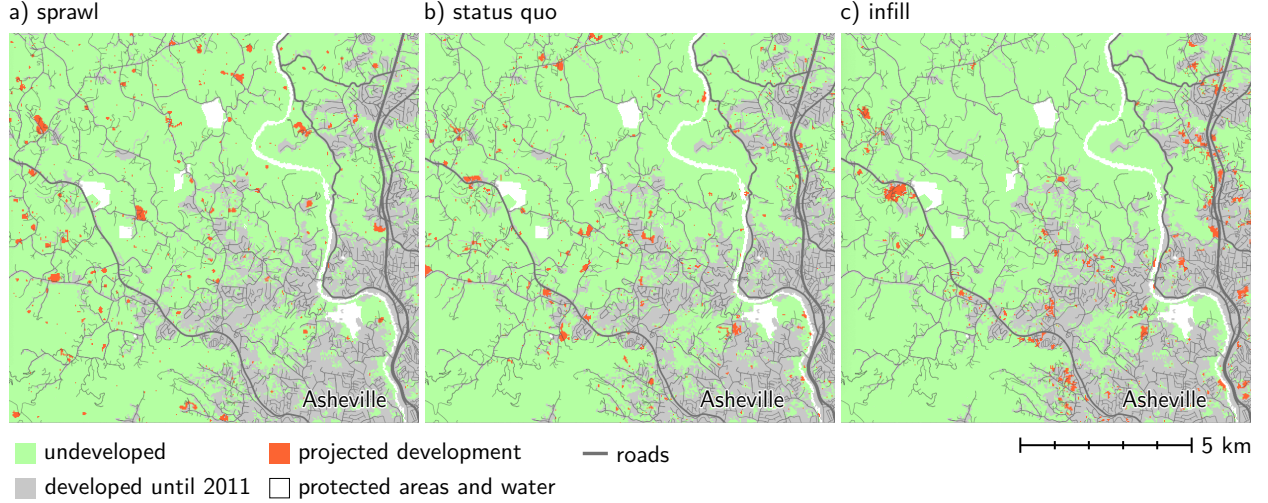 a) sprawl
b) status quo
c) infill
Asheville
Asheville
Asheville
undeveloped
projected development
roads
5 km
developed until 2011
protected areas and water